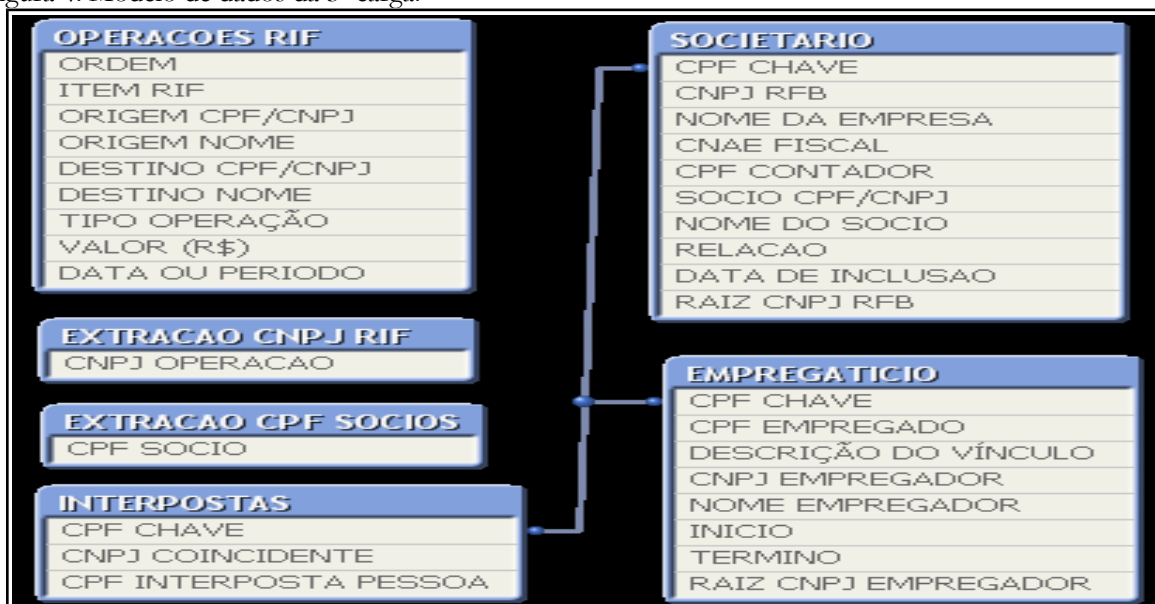 OPERACOES RIF
ORDEM
ITEM RIF
ORIGEM CPF/CNPJ
ORIGEM NOME
DESTINO CPF/CNPJ
DESTINO NOME
TIPO OPERAÇÃO
VALOR (R$)
DATA OU PERIODO
EXTRACAO CNPJ RIF
CNPJ OPERACAO
EXTRACAO CPF SOCIOS
CPF SOCIO
INTERPOSTAS
CPF CHAVE
CNPJ COINCIDENTE
CPF INTERPOSTA PESSOA
SOCIETARIO
CPF CHAVE
CNPJ RFB
NOME DA EMPRESA
CNAE FISCAL
CPF CONTADOR
SOCIO CPF/CNPJ
NOME DO SOCIO
RELACAO
DATA DE INCLUSAO
RAIZ CNPJ RFB
EMPREGATICIO
CPF CHAVE
CPF EMPREGADO
DESCRIÇÃO DO VÍNCULO
CNPJ EMPREGADOR
NOME EMPREGADOR
INICIO
TERMINO
RAIZ CNPJ EMPREGADOR